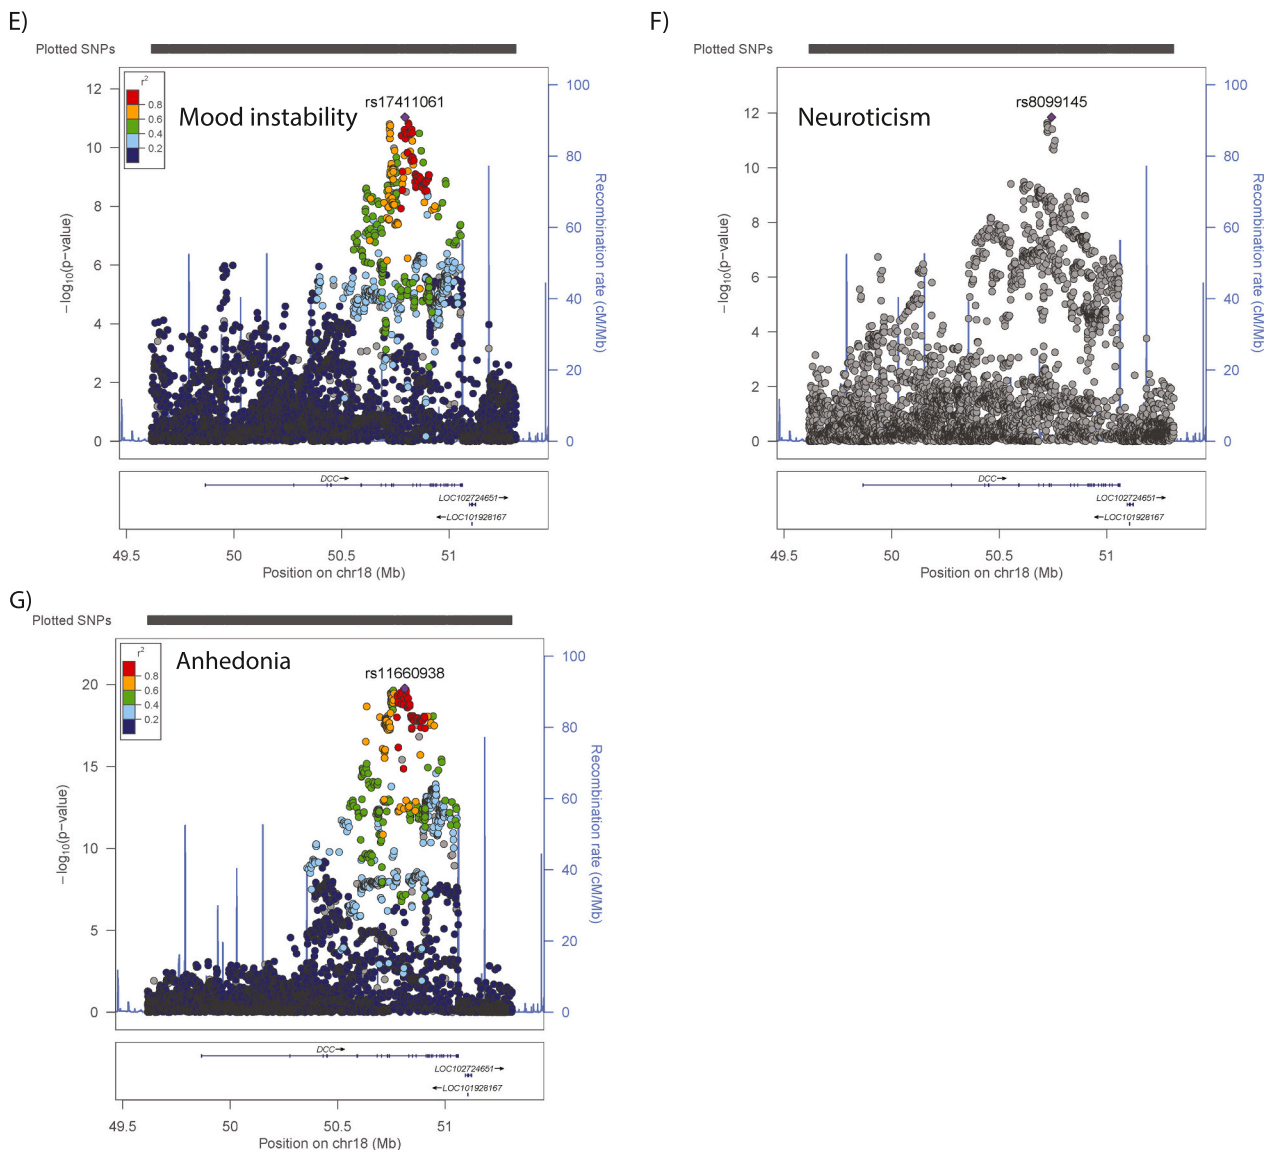 E)
Plotted SNPs
r2
0.8
0.6
0.4
0.2
Mood instability
rs17411061
12
10
8
6
4
2
0
−log10(p−value)
100
80
60
40
20
0
Recombination rate (cM/Mb)
DCC→
LOC102724651→
←LOC101928167
49.5
50
50.5
51
Position on chr18 (Mb)
F)
Plotted SNPs
Neuroticism
rs8099145
12
10
8
6
4
2
0
−log10(p−value)
100
80
60
40
20
0
Recombination rate (cM/Mb)
DCC→
LOC102724651→
←LOC101928167
49.5
50
50.5
51
Position on chr18 (Mb)
G)
Plotted SNPs
r2
0.8
0.6
0.4
0.2
Anhedonia
rs11660938
20
15
10
5
0
−log10(p−value)
100
80
60
40
20
0
Recombination rate (cM/Mb)
DCC→
LOC102724651→
←LOC101928167
49.5
50
50.5
51
Position on chr18 (Mb)